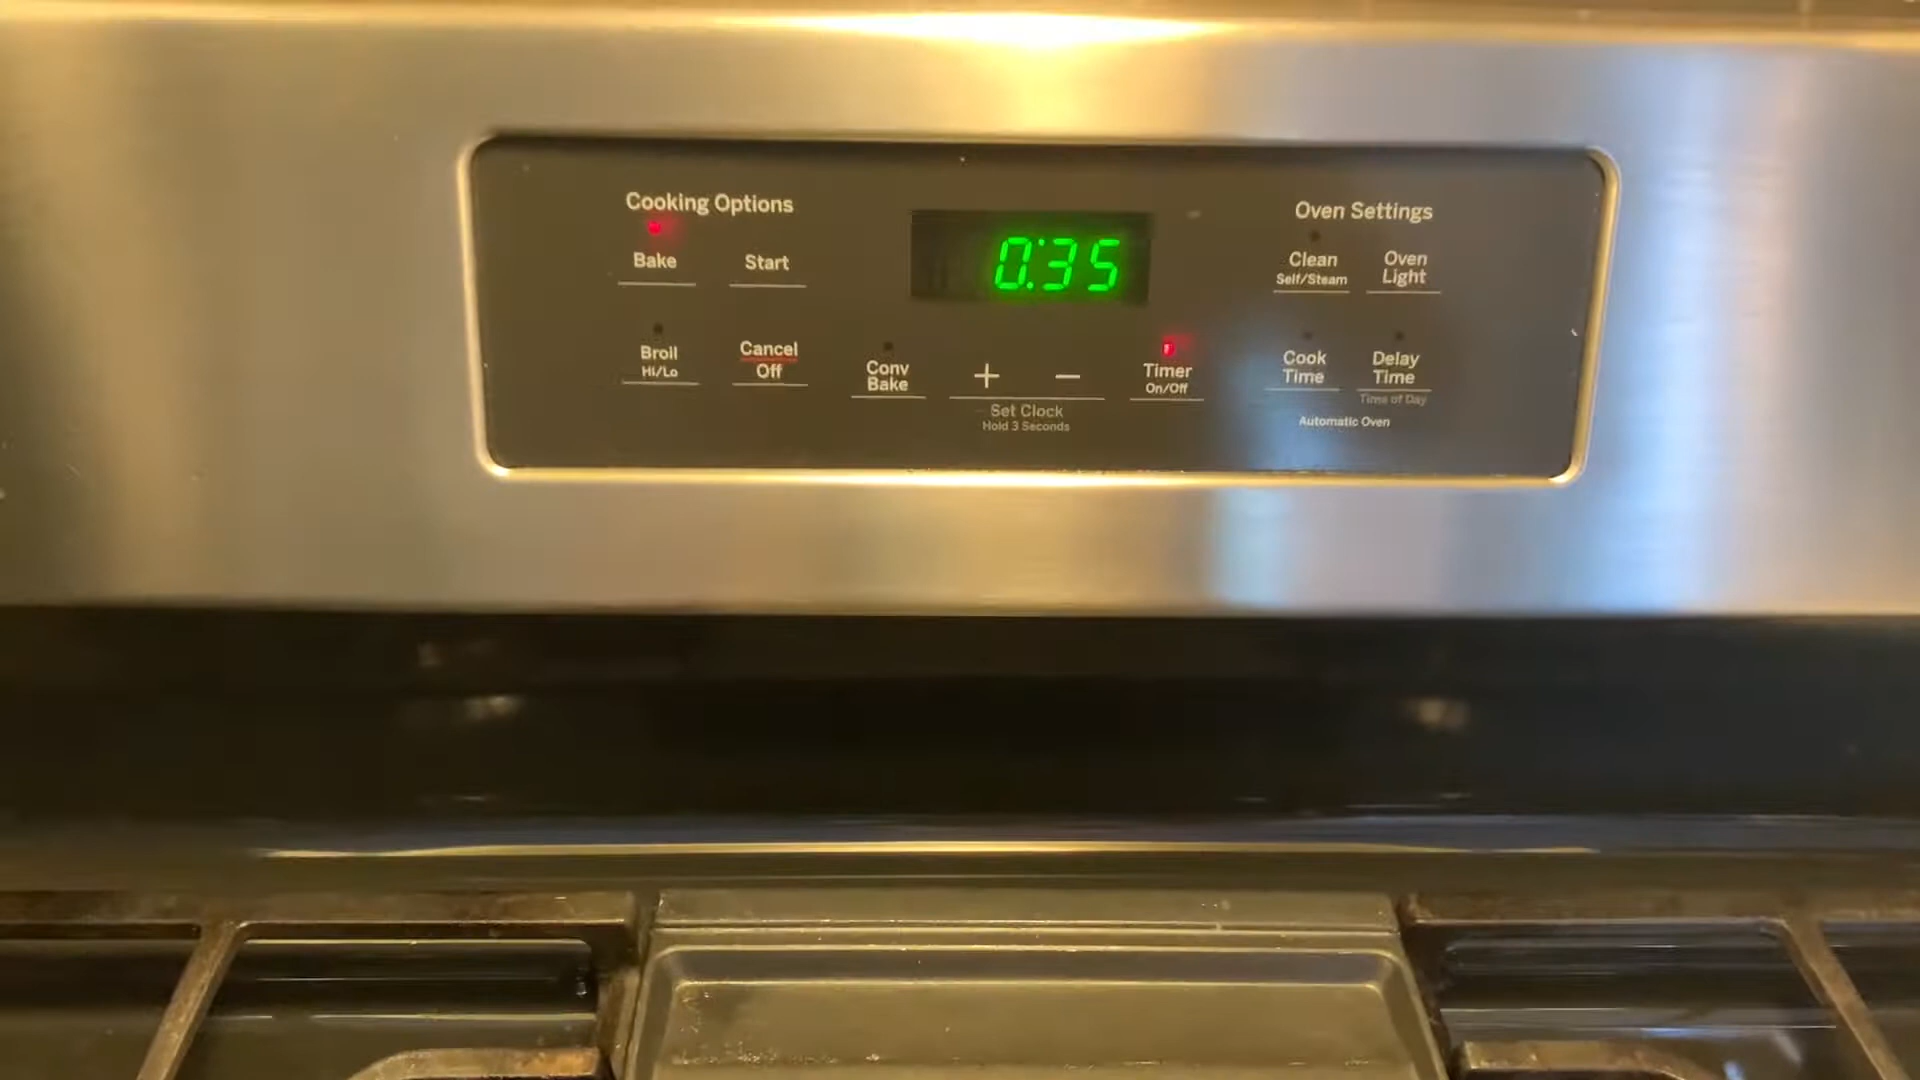 Cooking Options
Bake
Start
Broil
Hi/Lo
Cancel
Off
0:35
Conv
Bake
+ −
Set Clock
Hold 3 Seconds
Timer
On/Off
Oven Settings
Clean
Self/Steam
Oven
Light
Cook
Time
Delay
Time
Time of Day
Automatic Oven